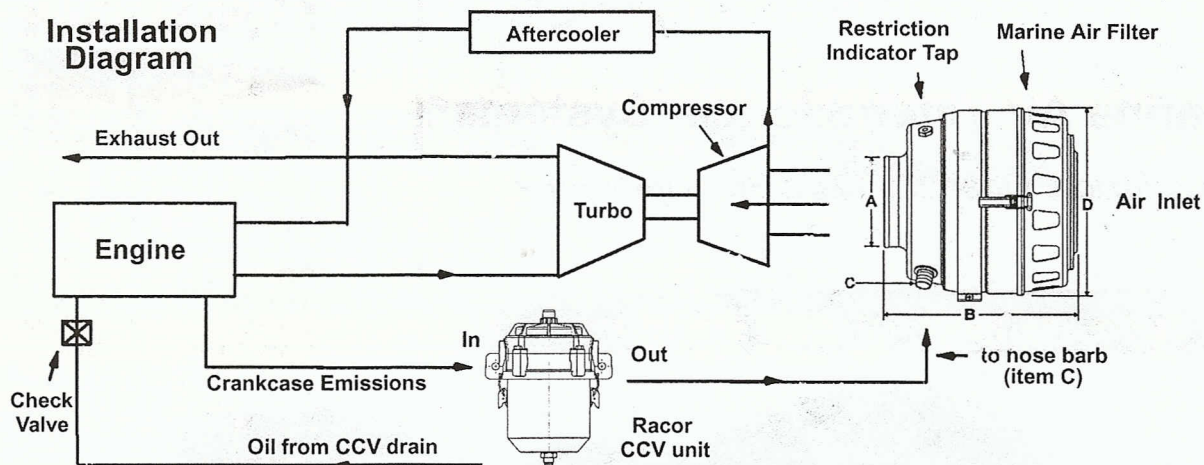 Installation
Diagram
Aftercooler
Restriction
Indicator Tap
Marine Air Filter
Compressor
Exhaust Out
Turbo
A
D
Air Inlet
Engine
C
B
In
Out
to nose barb
(item C)
Crankcase Emissions
Check
Valve
Racor
CCV unit
Oil from CCV drain